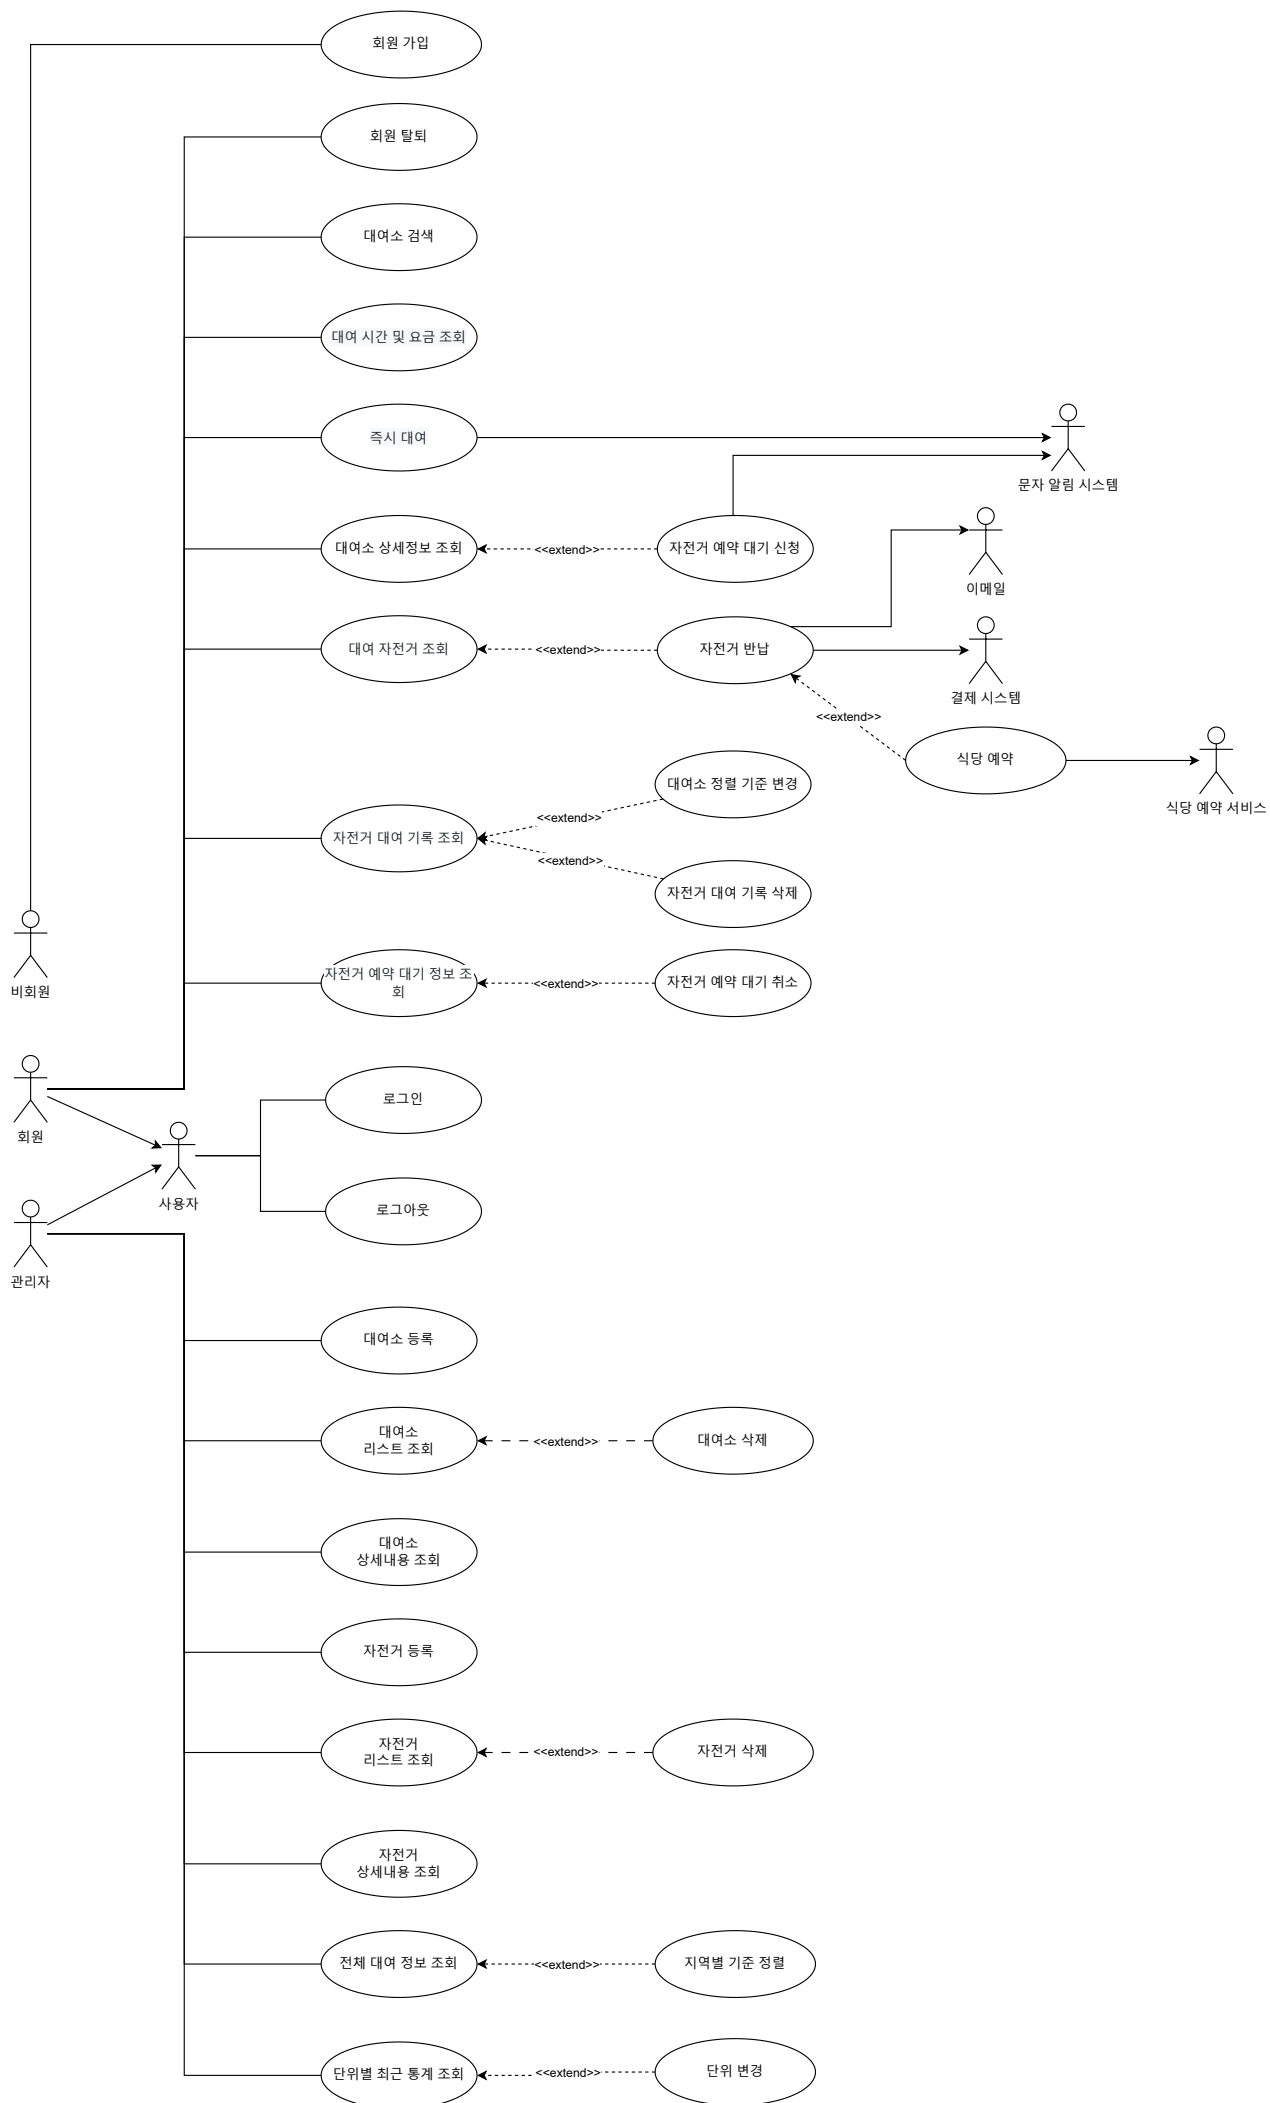 회원 가입
회원 탈퇴
대여소 검색
대여 시간 및 요금 조회
즉시 대여
문자 알림 시스템
대여소 상세정보 조회
<<extend>>
자전거 예약 대기 신청
이메일
대여 자전거 조회
<<extend>>
자전거 반납
결제 시스템
<<extend>>
식당 예약
식당 예약 서비스
대여소 정렬 기준 변경
<<extend>>
자전거 대여 기록 조회
<<extend>>
자전거 대여 기록 삭제
비회원
자전거 예약 대기 정보 조
회
<<extend>>
자전거 예약 대기 취소
회원
로그인
사용자
로그아웃
관리자
대여소 등록
대여소
리스트 조회
<<extend>>
대여소 삭제
대여소
상세내용 조회
자전거 등록
자전거
리스트 조회
<<extend>>
자전거 삭제
자전거
상세내용 조회
전체 대여 정보 조회
<<extend>>
지역별 기준 정렬
단위별 최근 통계 조회
<<extend>>
단위 변경